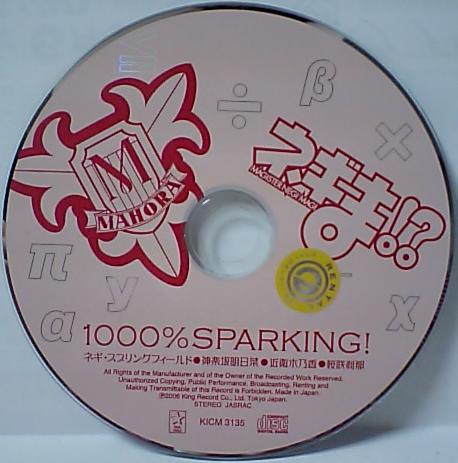 β
÷
×
M
MAHORA
ネギま!?
MAGISTER NEGI MAGI
RENTAL
π
y
α
1000%SPARKING!
ネギ・スプリングフィールド●神楽坂明日菜●近衛木乃香●桜咲刹那
All Rights of the Manufacturer and of the Owner of the Recorded Work Reserved.
Unauthorized Copying, Public Performance, Broadcasting, Renting and
Making Transmittable of this Record is Forbidden. Made in Japan.
℗2006 King Record Co., Ltd. Tokyo Japan.
STEREO JASRAC
KICM 3135
COMPACT
disc
DIGITAL AUDIO